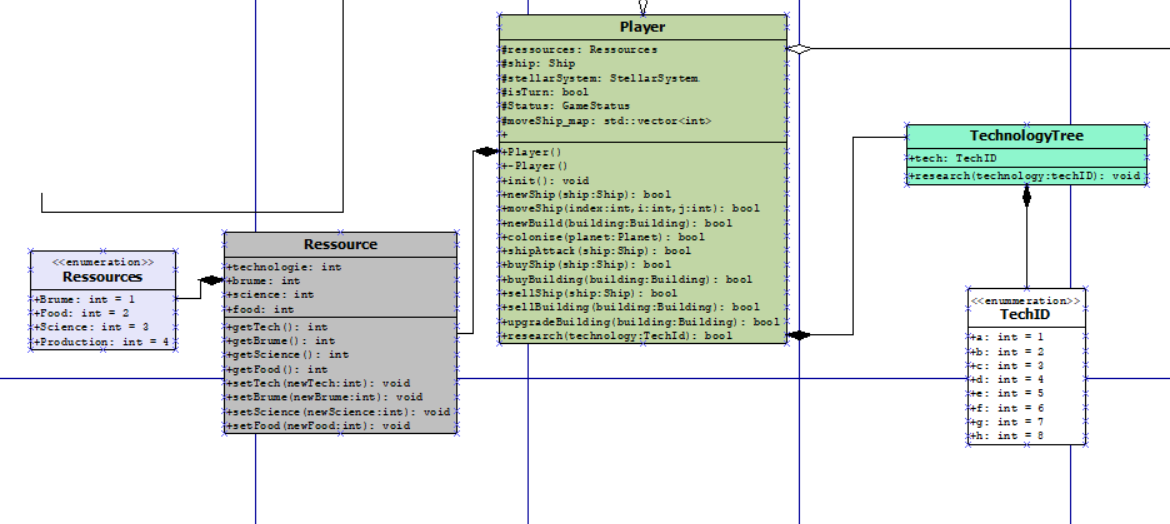 Player
#ressources: Ressources
#ship: Ship
#stellarSystem: StellarSystem
#isTurn: bool
#Status: GameStatus
#moveShip_map: std::vector<int>
+
+Player()
+~Player()
+init(): void
+newShip(ship:Ship): bool
+moveShip(index:int,i:int,j:int): bool
+newBuild(building:Building): bool
+colonise(planet:Planet): bool
+shipAttack(ship:Ship): bool
+buyShip(ship:Ship): bool
+buyBuilding(building:Building): bool
+sellShip(ship:Ship): bool
+sellBuilding(building:Building): bool
+upgradeBuilding(building:Building): bool
+research(technology:TechId): bool
TechnologyTree
+tech: TechID
+research(technology:techID): void
Ressource
+technologie: int
+brume: int
+science: int
+food: int
+getTech(): int
+getBrume(): int
+getScience(): int
+getFood(): int
+setTech(newTech:int): void
+setBrume(newBrume:int): void
+setScience(newScience:int): void
+setFood(newFood:int): void
<<enumeration>>
Ressources
+Brume: int = 1
+Food: int = 2
+Science: int = 3
+Production: int = 4
<<enummeration>>
TechID
+a: int = 1
+b: int = 2
+c: int = 3
+d: int = 4
+e: int = 5
+f: int = 6
+g: int = 7
+h: int = 8